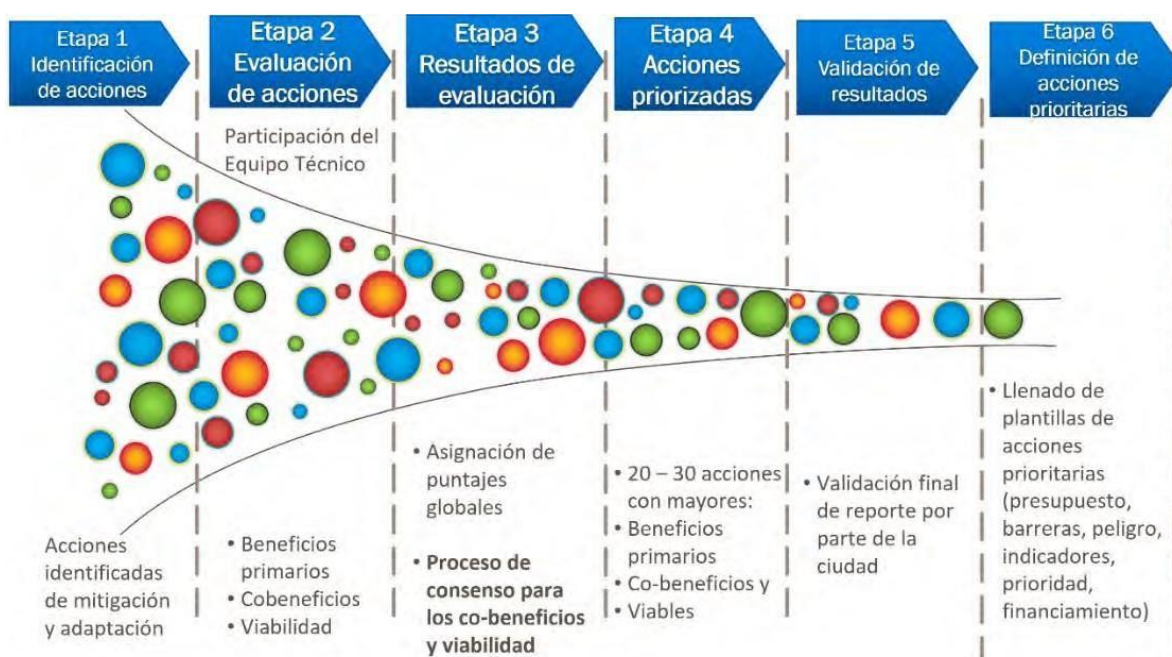 Etapa 1
Identificación
de acciones
Etapa 2
Evaluación
de acciones
Etapa 3
Resultados de
evaluación
Etapa 4
Acciones
priorizadas
Etapa 5
Validación de
resultados
Etapa 6
Definición de
acciones
prioritarias
Participación del
Equipo Técnico
Acciones
identificadas
de mitigación
y adaptación
• Beneficios
primarios
• Cobeneficios
• Viabilidad
• Asignación de
puntajes
globales
• Proceso de
consenso para
los co-beneficios
y viabilidad
• 20 – 30 acciones
con mayores:
• Beneficios
primarios
• Co-beneficios y
• Viables
• Validación final
de reporte por
parte de la
ciudad
• Llenado de
plantillas de
acciones
prioritarias
(presupuesto,
barreras, peligro,
indicadores,
prioridad,
financiamiento)